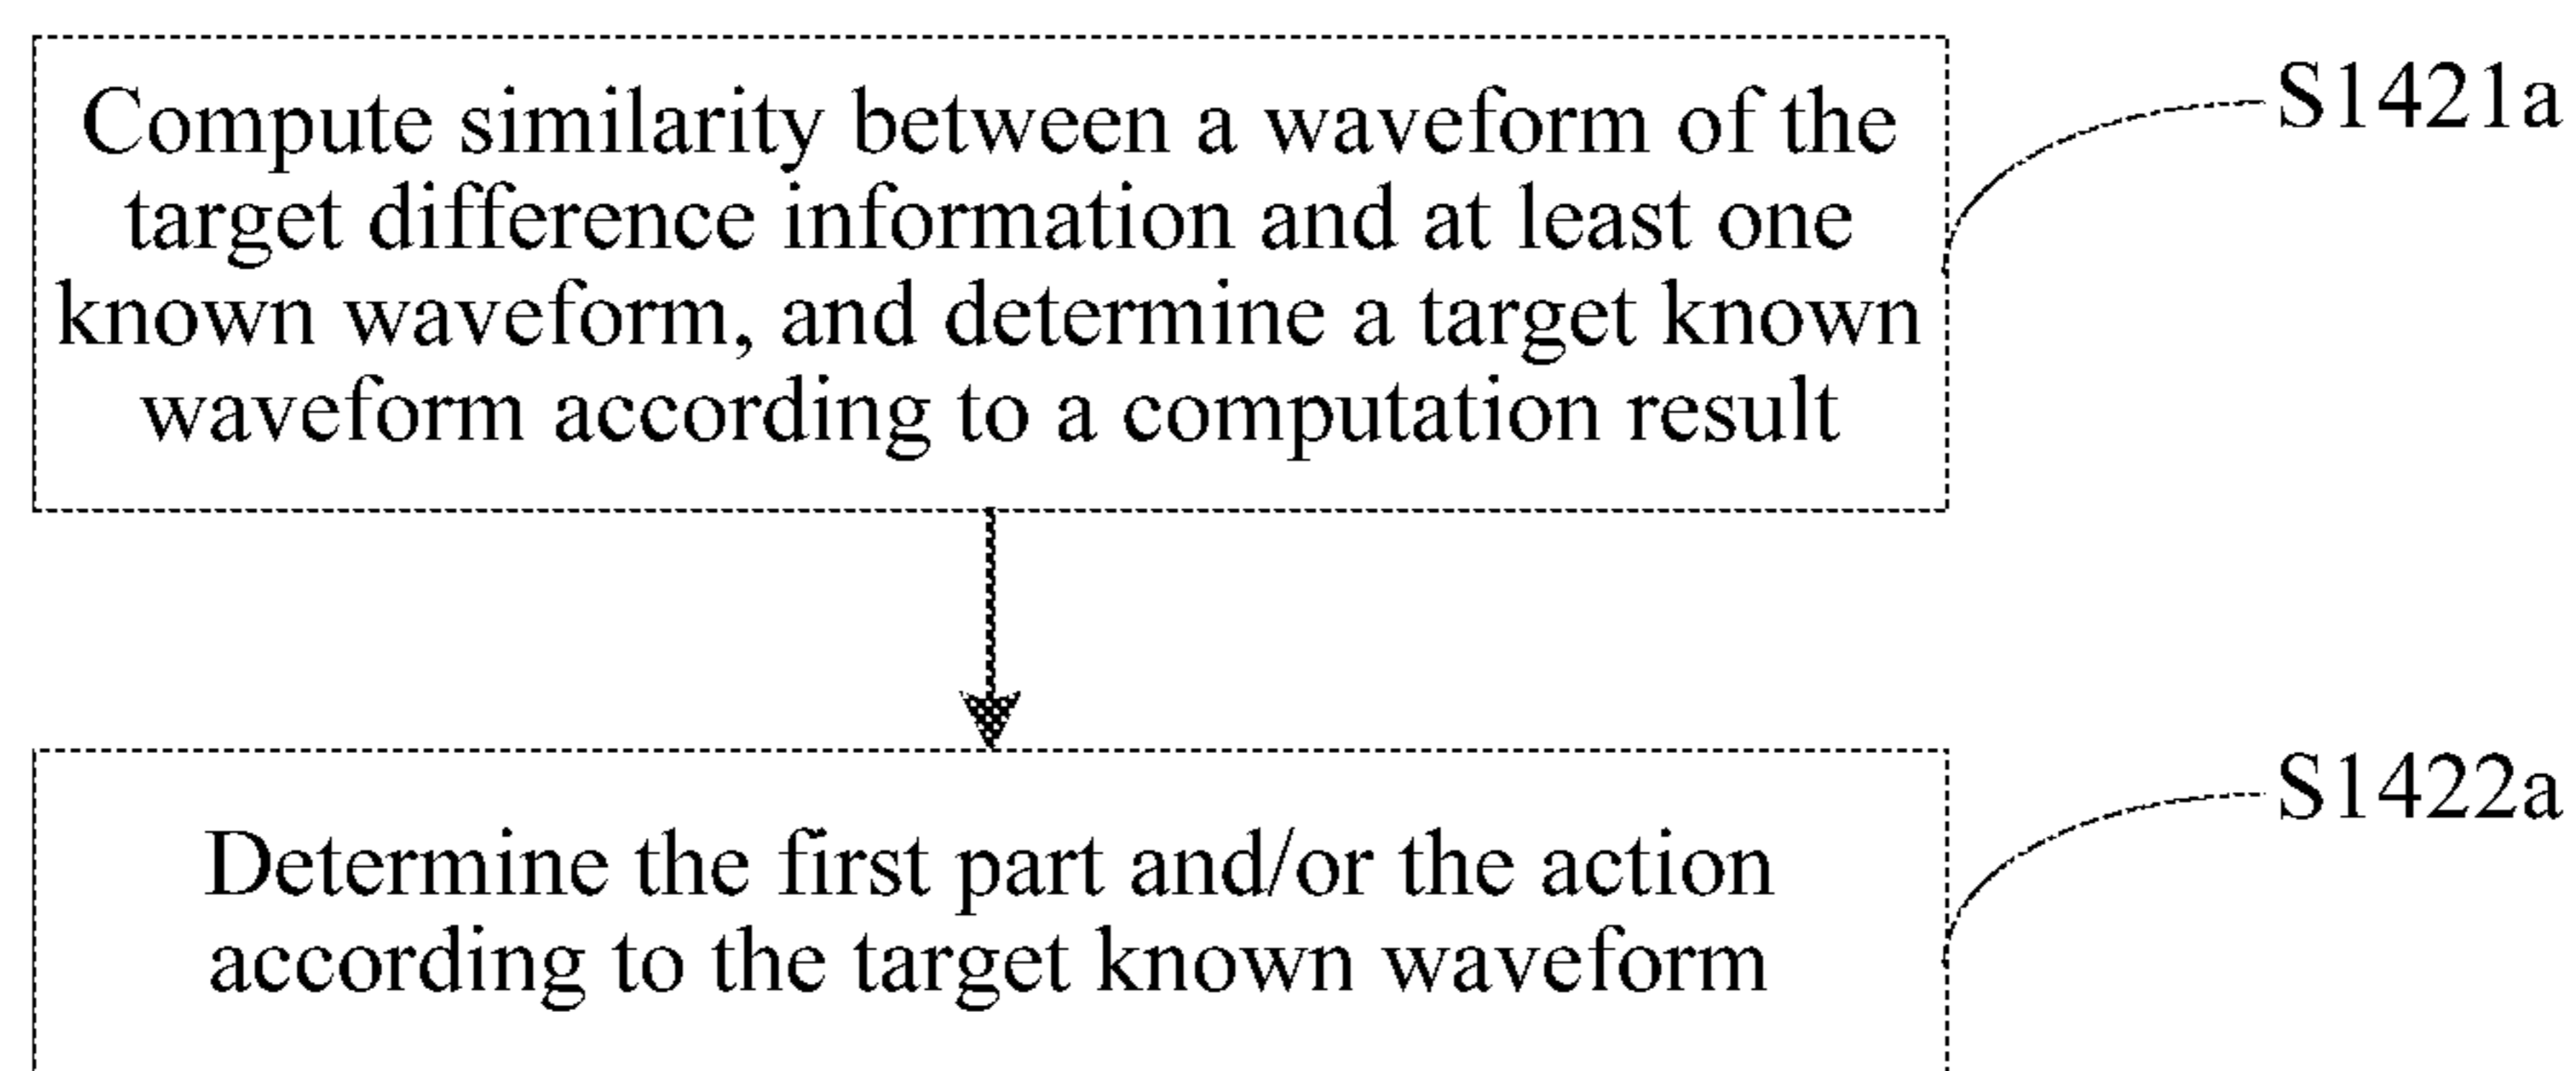 Compute similarity between a waveform of the
target difference information and at least one
known waveform, and determine a target known
waveform according to a computation result
S1421a
Determine the first part and/or the action
according to the target known waveform
S1422a